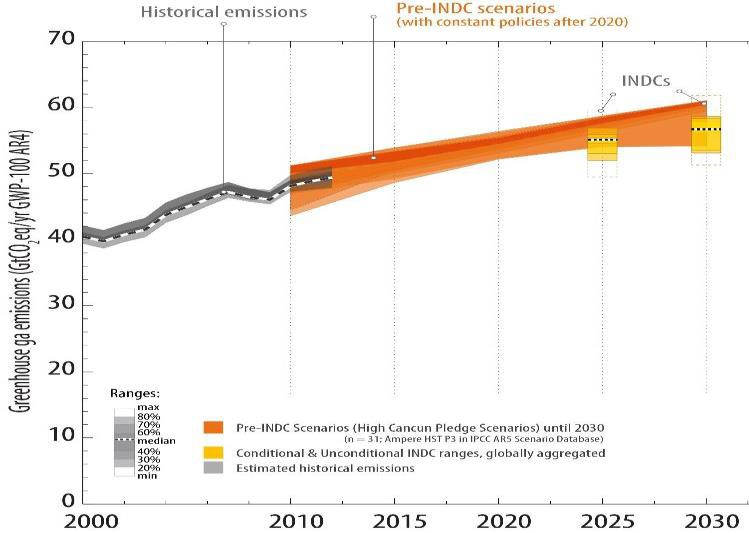 Historical emissions
Pre-INDC scenarios
(with constant policies after 2020)
INDCs
Greenhouse ga emissions (GtCO2eq/yr GWP-100 AR4)
70
60
50
40
30
20
10
0
Ranges:
max
80%
70%
60%
median
40%
30%
20%
min
Pre-INDC Scenarios (High Cancun Pledge Scenarios) until 2030
(n = 31; Ampere HST P3 in IPCC AR5 Scenario Database)
Conditional & Unconditional INDC ranges, globally aggregated
Estimated historical emissions
2000
2010
2015
2020
2025
2030